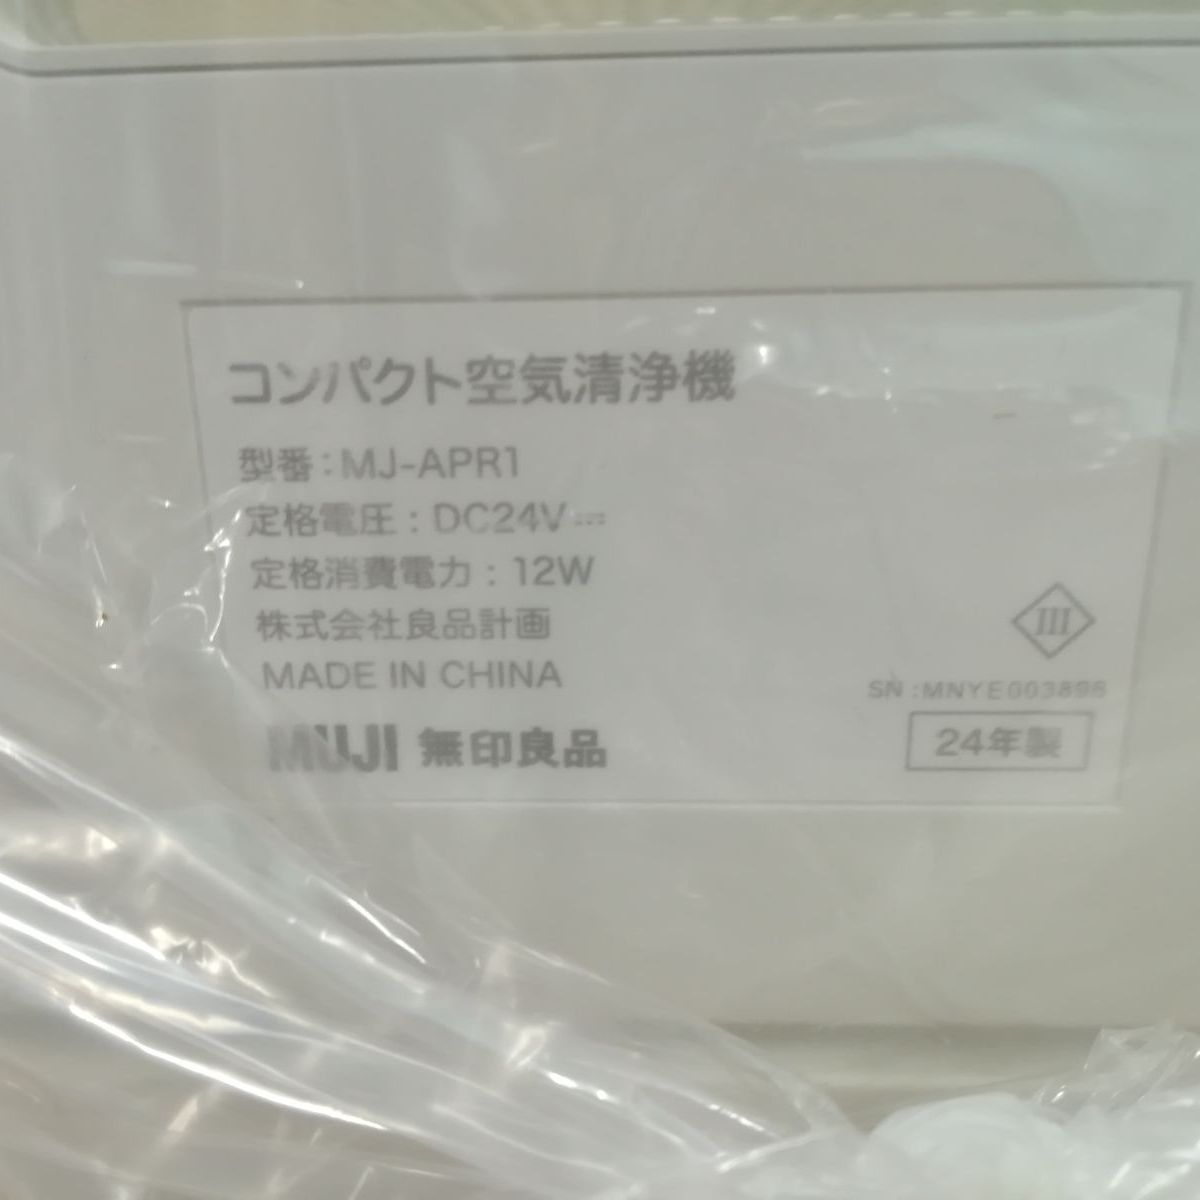 コンパクト空気清浄機
型番：MJ-APR1
定格電圧：DC24V⎓
定格消費電力：12W
株式会社良品計画
MADE IN CHINA
MUJI 無印良品
III
SN:MNYE003896
24年製